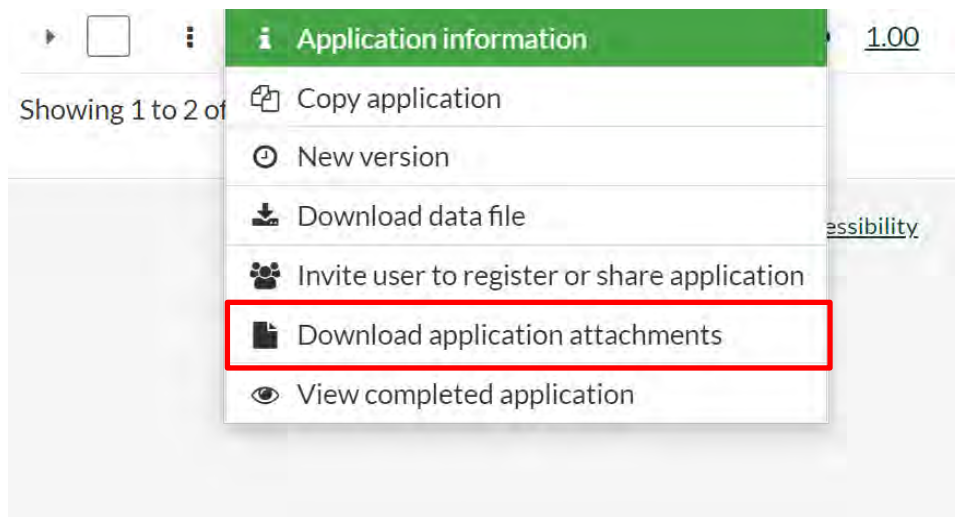 Application information
1.00
Copy application
Showing 1 to 2 of
New version
Download data file
essibility
Invite user to register or share application
Download application attachments
View completed application